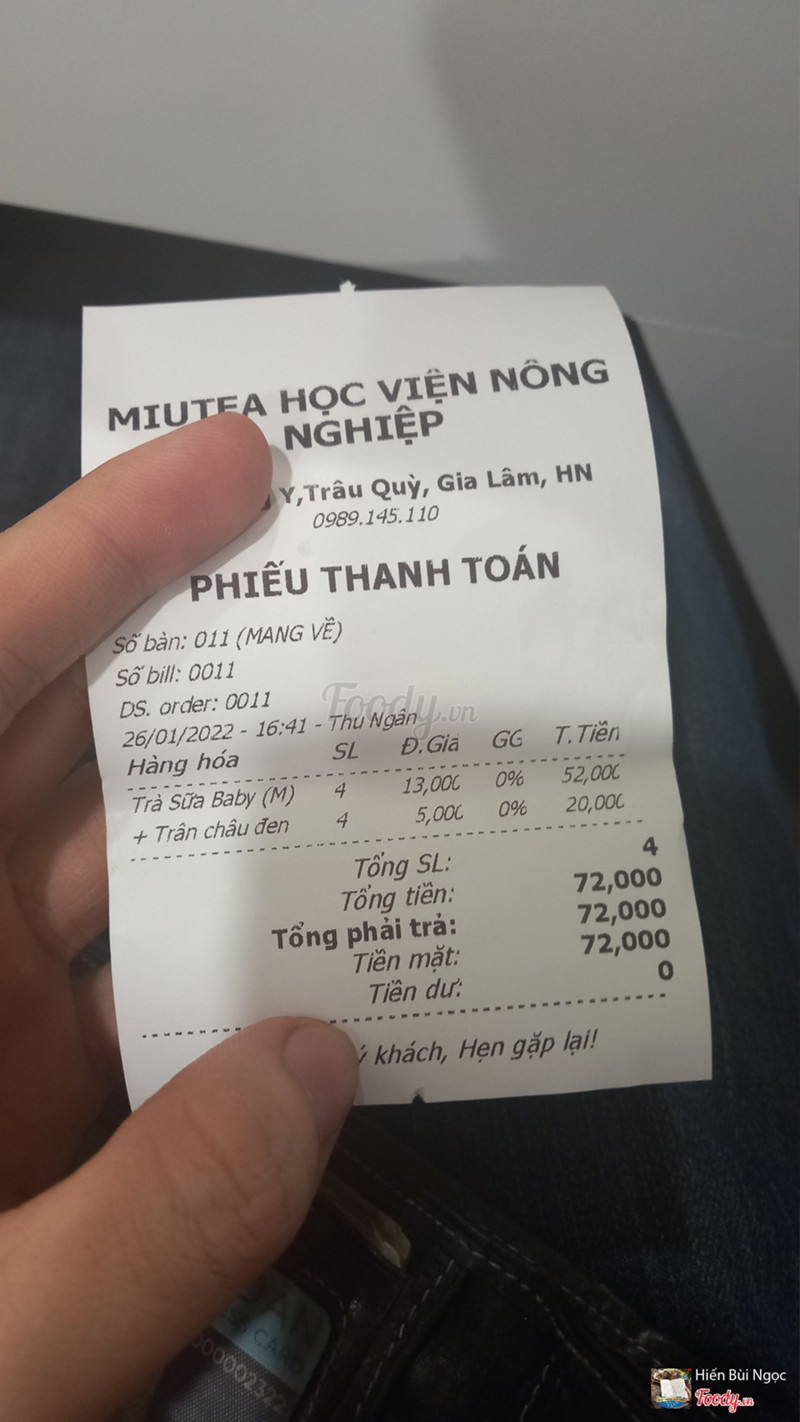 MIUTEA HỌC VIỆN NÔNG
NGHIỆP
Y,Trâu Quỳ, Gia Lâm, HN
0989.145.110
PHIẾU THANH TOÁN
Số bàn: 011 (MANG VỀ)
Số bill: 0011
DS. order: 0011
Foody.vn
26/01/2022 - 16:41 - Thu Ngân
Hàng hóa SL Đ.Giá GG T.Tiền
Trà Sữa Baby (M) 4 13,000 0% 52,000
+ Trân châu đen 4 5,000 0% 20,000
Tổng SL: 4
Tổng tiền: 72,000
Tổng phải trả: 72,000
Tiền mặt: 72,000
Tiền dư: 0
khách, Hẹn gặp lại!
Hiến Bùi Ngọc
Foody.vn